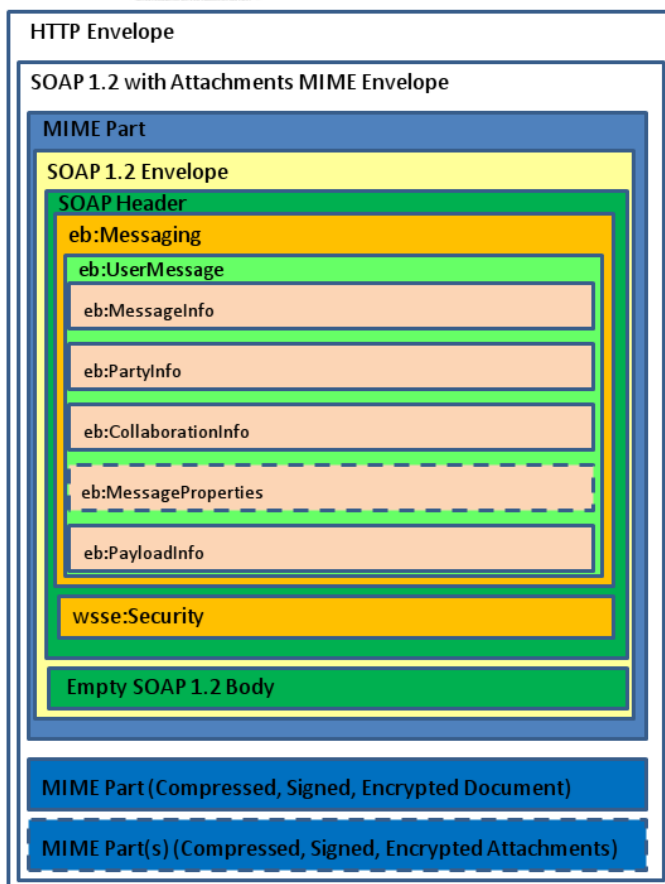 HTTP Envelope
SOAP 1.2 with Attachments MIME Envelope
MIME Part
SOAP 1.2 Envelope
SOAP Header
eb:Messaging
eb:UserMessage
eb:MessageInfo
eb:PartyInfo
eb:CollaborationInfo
eb:MessageProperties
eb:PayloadInfo
wsse:Security
Empty SOAP 1.2 Body
MIME Part (Compressed, Signed, Encrypted Document)
MIME Part(s) (Compressed, Signed, Encrypted Attachments)